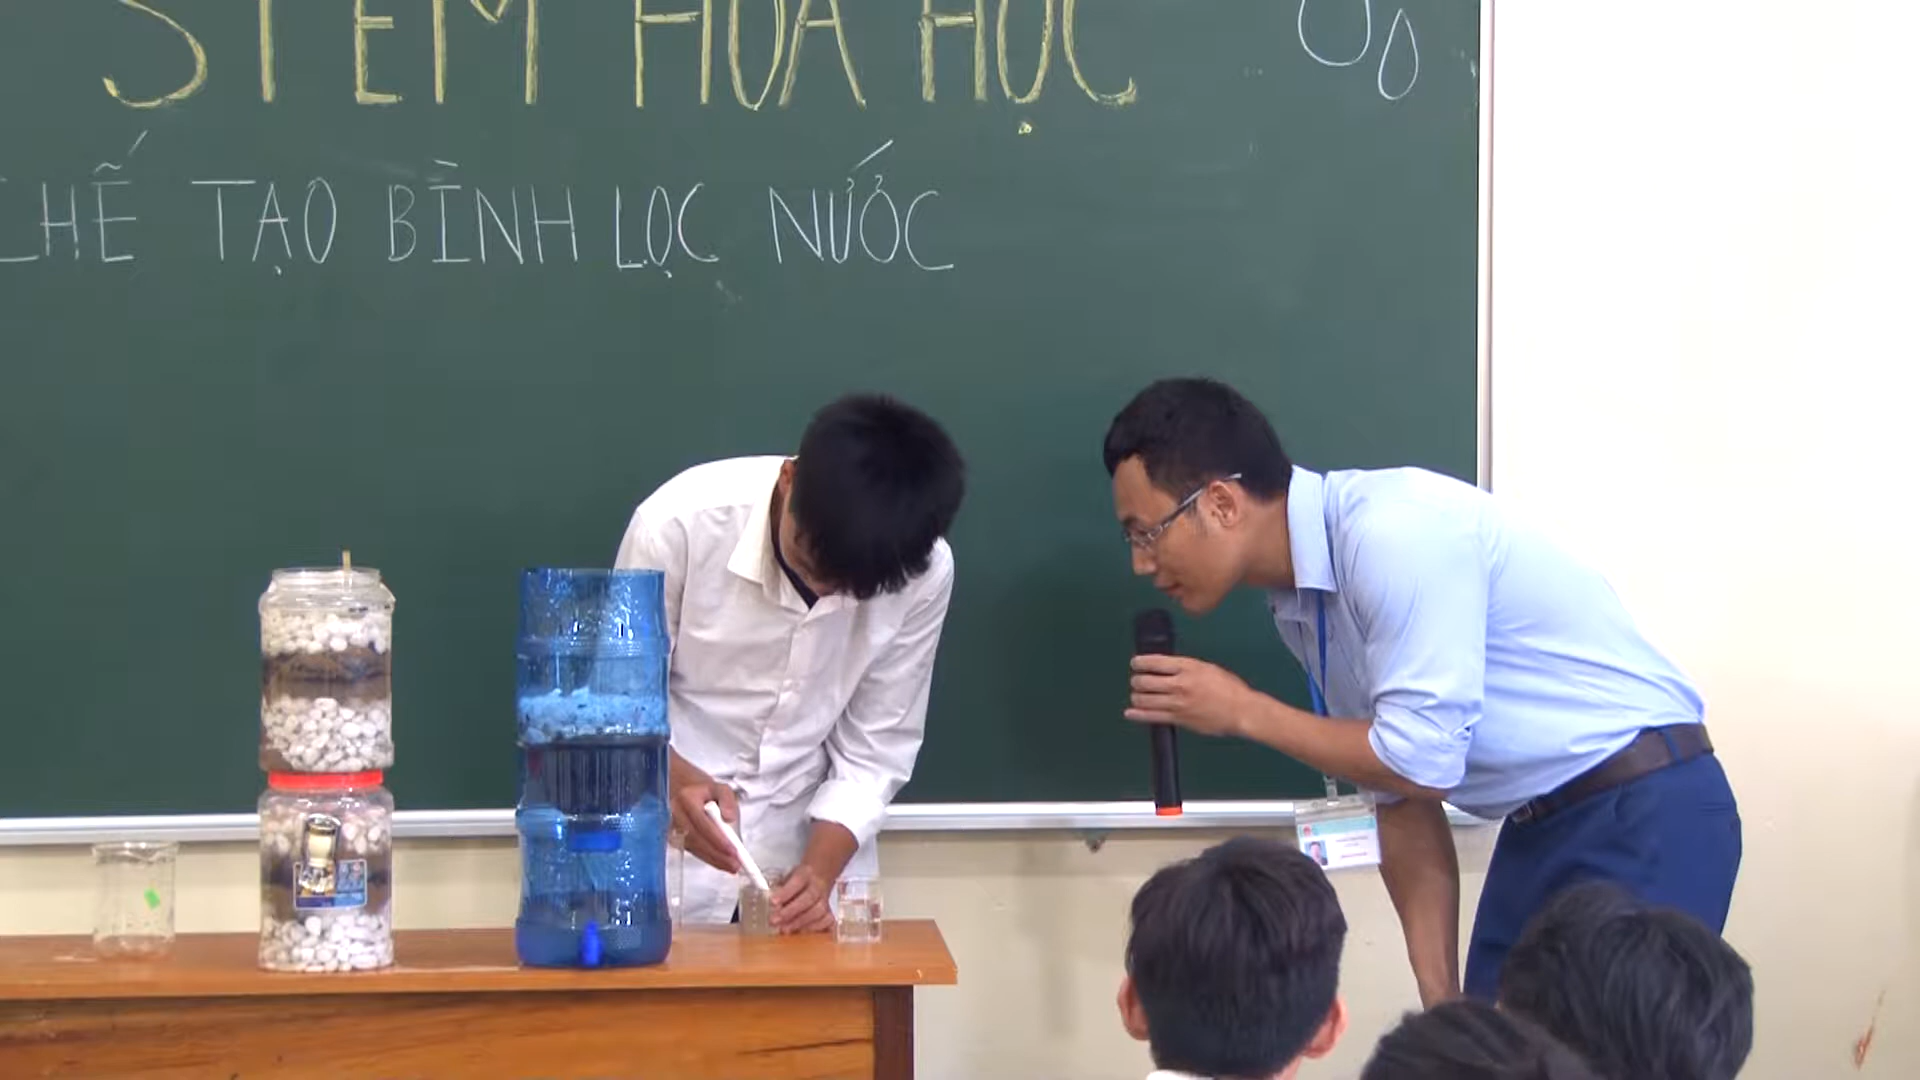 STEM HÓA HỌC
CHẾ TẠO BÌNH LỌC NƯỚC